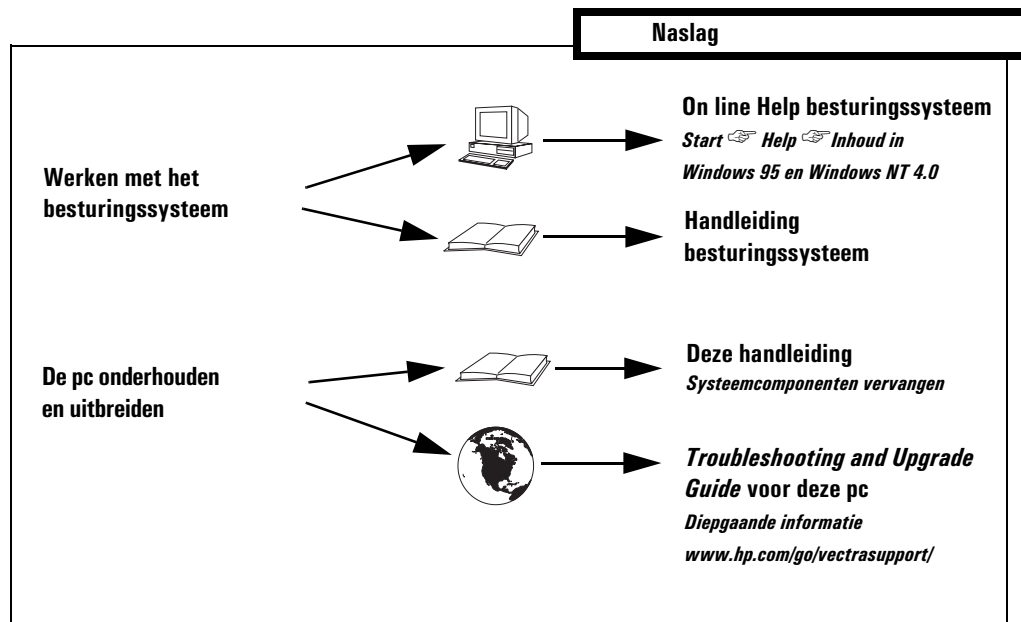 Naslag
Werken met het
besturingssysteem
On line Help besturingssysteem
Start ☞ Help ☞ Inhoud in
Windows 95 en Windows NT 4.0
Handleiding
besturingssysteem
De pc onderhouden
en uitbreiden
Deze handleiding
Systeemcomponenten vervangen
Troubleshooting and Upgrade
Guide voor deze pc
Diepgaande informatie
www.hp.com/go/vectrasupport/